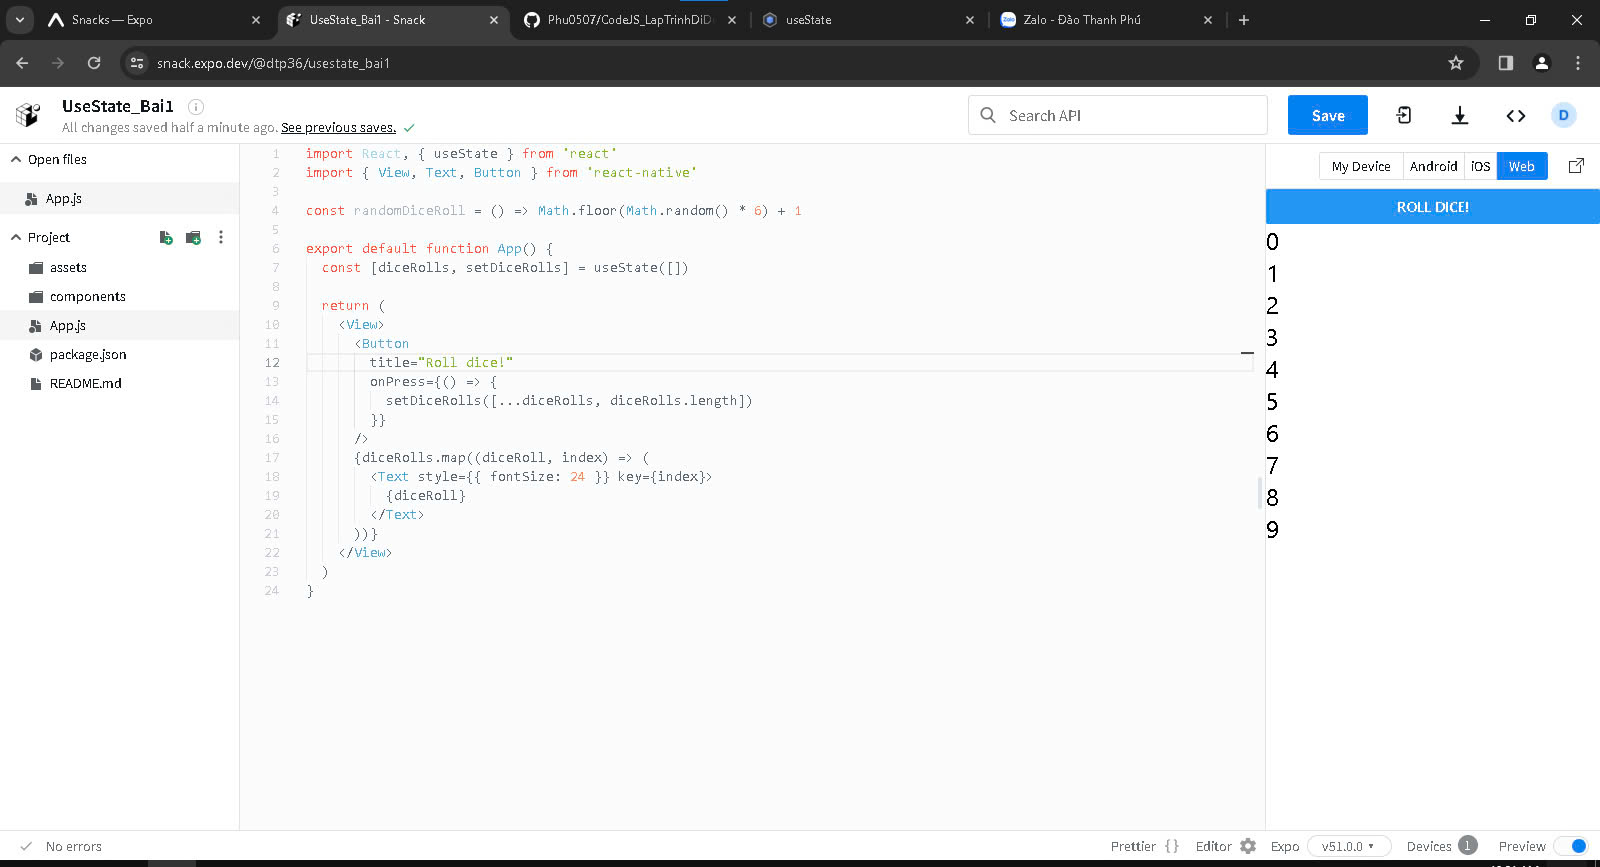 Snacks — Expo
UseState_Bai1 - Snack
Phu0507/CodeJS_LapTrinhDiD
useState
Zalo - Đào Thanh Phú
snack.expo.dev/@dtp36/usestate_bai1
UseState_Bai1
All changes saved half a minute ago. See previous saves.
Search API
Save
D
Open files
App.js
Project
assets
components
App.js
package.json
README.md
1 import React, { useState } from 'react'
2 import { View, Text, Button } from 'react-native'
3
4 const randomDiceRoll = () => Math.floor(Math.random() * 6) + 1
5
6 export default function App() {
7 const [diceRolls, setDiceRolls] = useState([])
8
9 return (
10 <View>
11 <Button
12 title="Roll dice!"
13 onPress={() => {
14 setDiceRolls([...diceRolls, diceRolls.length])
15 }}
16 />
17 {diceRolls.map((diceRoll, index) => (
18 <Text style={{ fontSize: 24 }} key={index}>
19 {diceRoll}
20 </Text>
21 ))}
22 </View>
23 )
24 }
My Device Android iOS Web
ROLL DICE!
0
1
2
3
4
5
6
7
8
9
No errors
Prettier {} Editor Expo v51.0.0 Devices 1 Preview